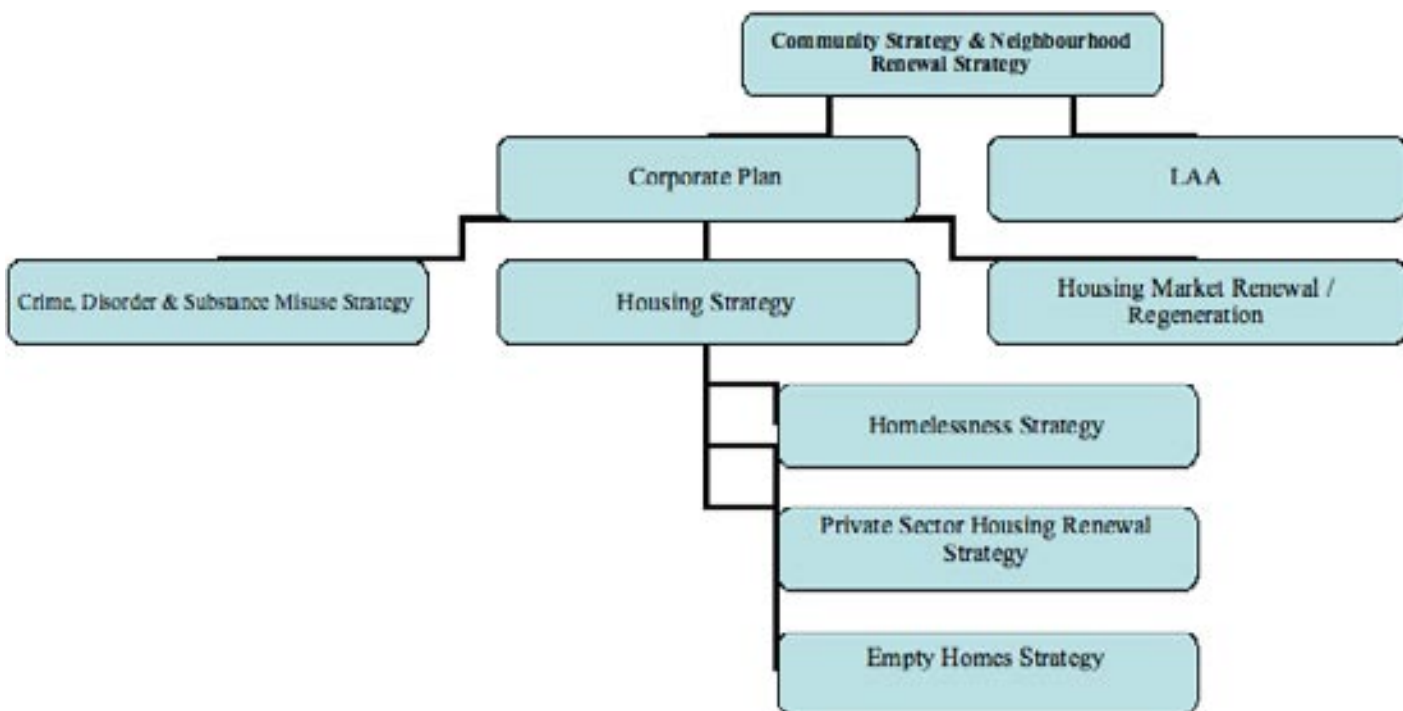 Community Strategy & Neighbourhood
Renewal Strategy
Corporate Plan
LAA
Crime, Disorder & Substance Misuse Strategy
Housing Strategy
Housing Market Renewal /
Regeneration
Homelessness Strategy
Private Sector Housing Renewal
Strategy
Empty Homes Strategy